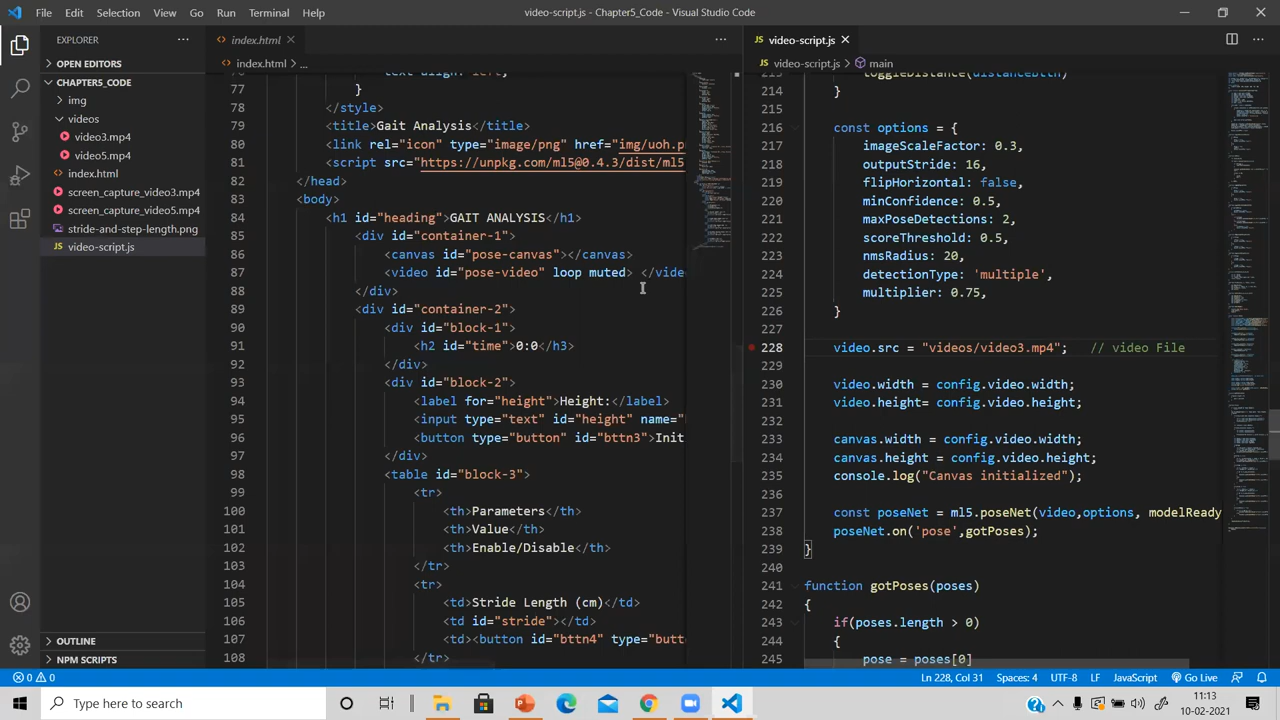 File Edit Selection View Go Run Terminal Help
video-script.js - Chapter5_Code - Visual Studio Code
EXPLORER
OPEN EDITORS
CHAPTER5_CODE
img
videos
video3.mp4
video5.mp4
index.html
screen_capture_video3.mp4
screen_capture_video5.mp4
stride-and-step-length.png
video-script.js
OUTLINE
NPM SCRIPTS
index.html
index.html > ...
77 }
78 </style>
79 <title>Gait Analysis</title>
80 <link rel="icon" type="image/jpg" href="img/uoh.p
81 <script src="https://unpkg.com/ml5@0.4.3/dist/ml5
82 </head>
83 <body>
84 <h1 id="heading">GAIT ANALYSIS</h1>
85 <div id="container-1">
86 <canvas id="pose-canvas"></canvas>
87 <video id="pose-video" loop muted> </video
88 </div>
89 <div id="container-2">
90 <div id="block-1">
91 <h2 id="time">0:0</h3>
92 </div>
93 <div id="block-2">
94 <label for="height">Height:</label>
95 <input type="text" id="height" name="
96 <button type="button" id="bttn3">Init
97 </div>
98 <table id="block-3">
99 <tr>
100 <th>Parameters</th>
101 <th>Value</th>
102 <th>Enable/Disable</th>
103 </tr>
104 <tr>
105 <td>Stride Length (cm)</td>
106 <td id="stride"></td>
107 <td><button id="bttn4" type="butt
108 </tr>
video-script.js
video-script.js > main
214 }
215
216 const options = {
217 imageScaleFactor: 0.3,
218 outputStride: 16,
219 flipHorizontal: false,
220 minConfidence: 0.5,
221 maxPoseDetection: 2,
222 scoreThreshold: 0.5,
223 nmsRadius: 20,
224 detectionType: 'multiple',
225 multiplier: 0.75,
226 }
227
228 video.src = "videos/video3.mp4"; // video File
229
230 video.width = config.video.width;
231 video.height= config.video.height;
232
233 canvas.width = config.video.width;
234 canvas.height = config.video.height;
235 console.log("Canvas initialized");
236
237 const poseNet = ml5.poseNet(video,options, modelReady
238 poseNet.on('pose',gotPoses);
239 }
240
241 function gotPoses(poses)
242 {
243 if(poses.length > 0)
244 {
245 pose = poses[0]
0 0
Ln 228, Col 31 Spaces: 4 UTF-8 LF JavaScript Go Live
Type here to search
11:13
10-02-2021